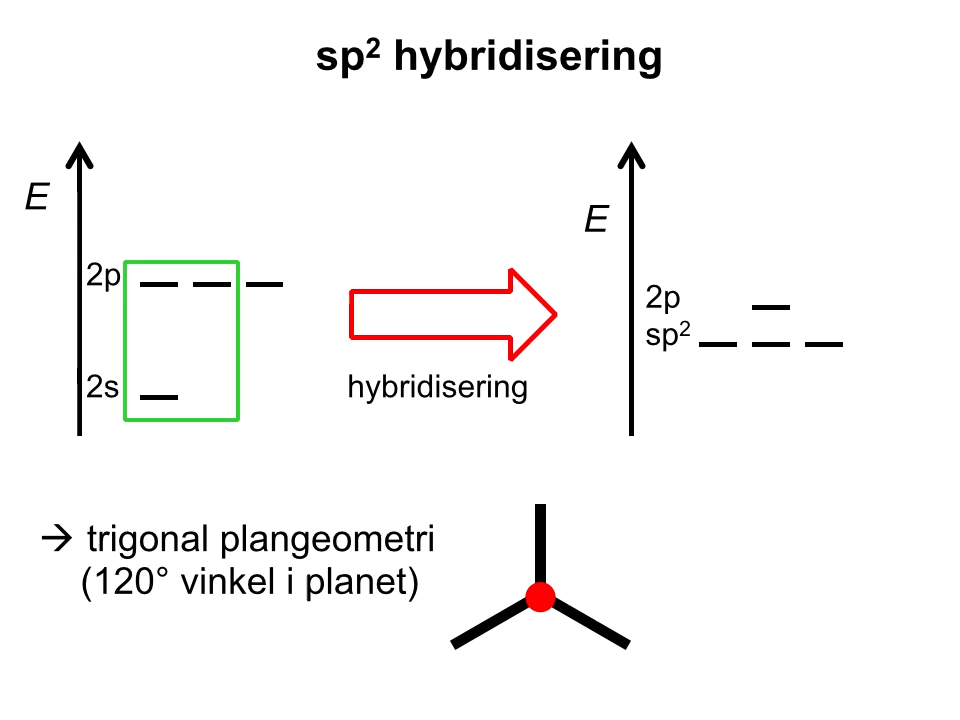 sp² hybridisering
E
2p
2s
hybridisering
E
2p
sp²
→ trigonal plangeometri
(120° vinkel i planet)